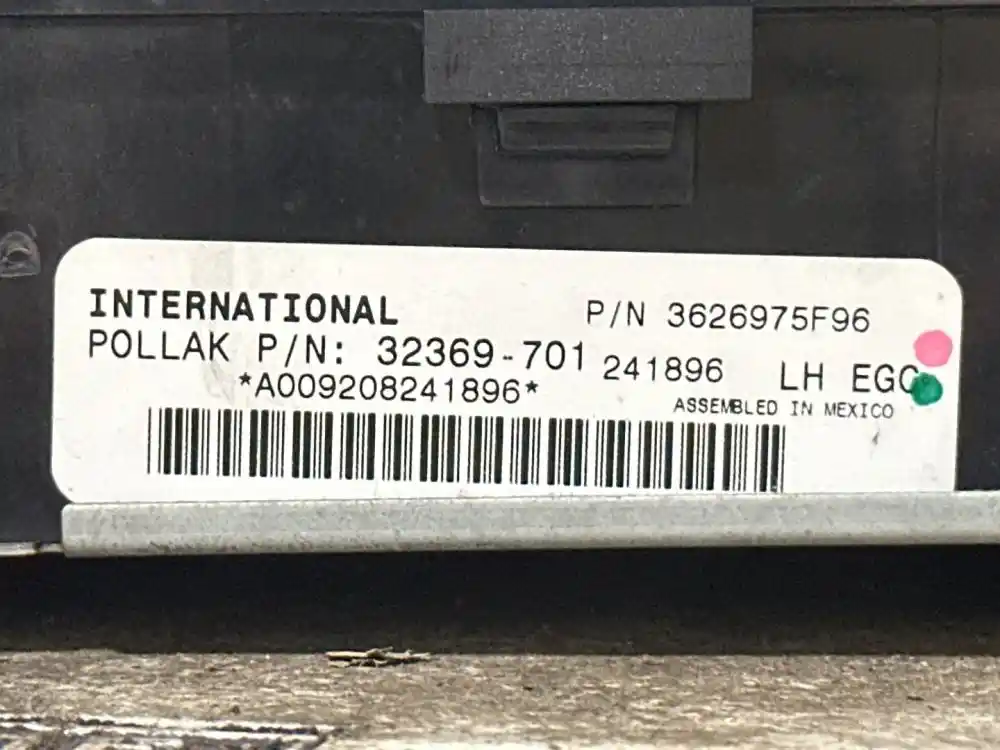 INTERNATIONAL P/N 3626975F96
POLLAK P/N: 32369-701 241896 LH EGC
*A009208241896*
ASSEMBLED IN MEXICO